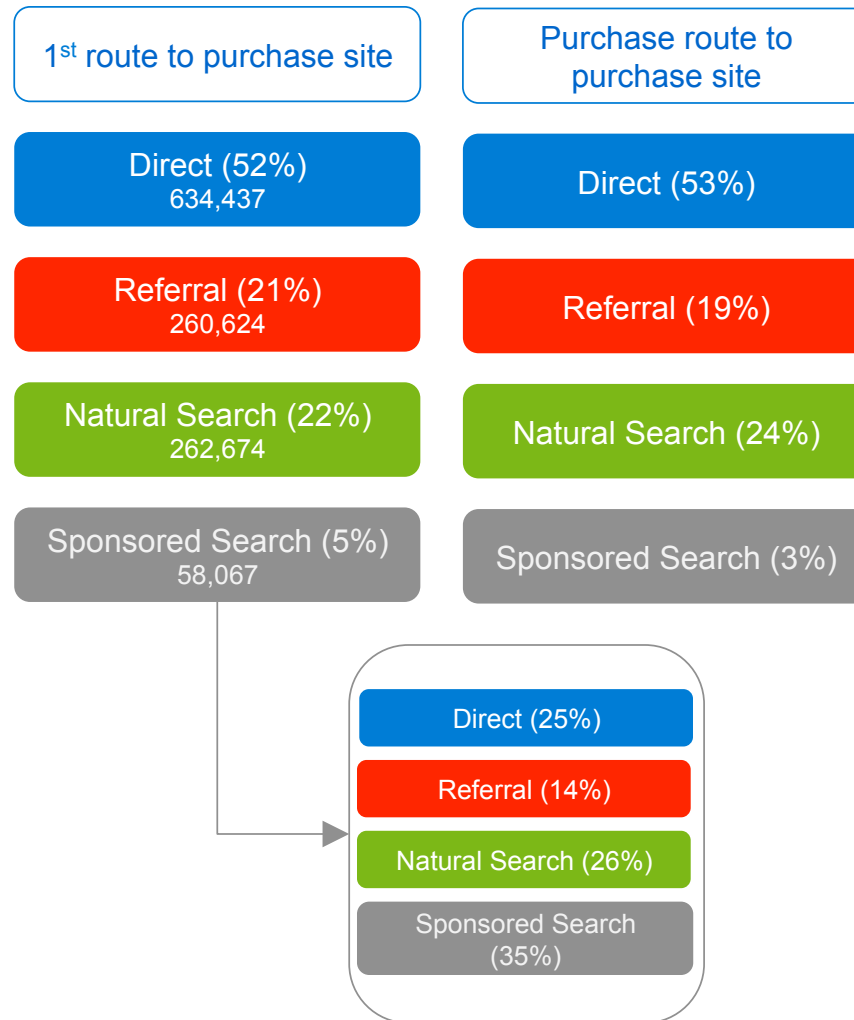 1st route to purchase site
Purchase route to
purchase site
Direct (52%)
634,437
Direct (53%)
Referral (21%)
260,624
Referral (19%)
Natural Search (22%)
262,674
Natural Search (24%)
Sponsored Search (5%)
58,067
Sponsored Search (3%)
Direct (25%)
Referral (14%)
Natural Search (26%)
Sponsored Search
(35%)